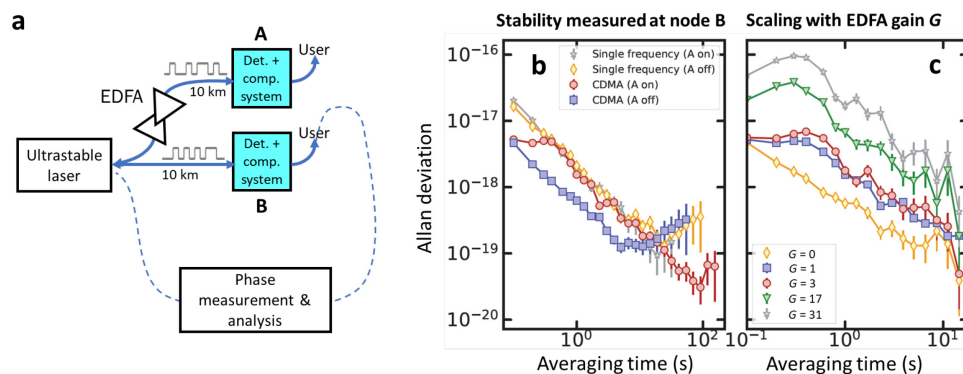 a
A
User
Det. +
comp.
system
EDFA
10 km
User
Ultrastable
laser
Det. +
comp.
system
10 km
B
Phase
measurement &
analysis
Stability measured at node B
Scaling with EDFA gain G
b
c
Single frequency (A on)
Single frequency (A off)
CDMA (A on)
CDMA (A off)
Allan deviation
10⁻¹⁶
10⁻¹⁷
10⁻¹⁸
10⁻¹⁹
10⁻²⁰
10⁰
10²
Averaging time (s)
G = 0
G = 1
G = 3
G = 17
G = 31
10⁻¹
10⁰
10¹
Averaging time (s)